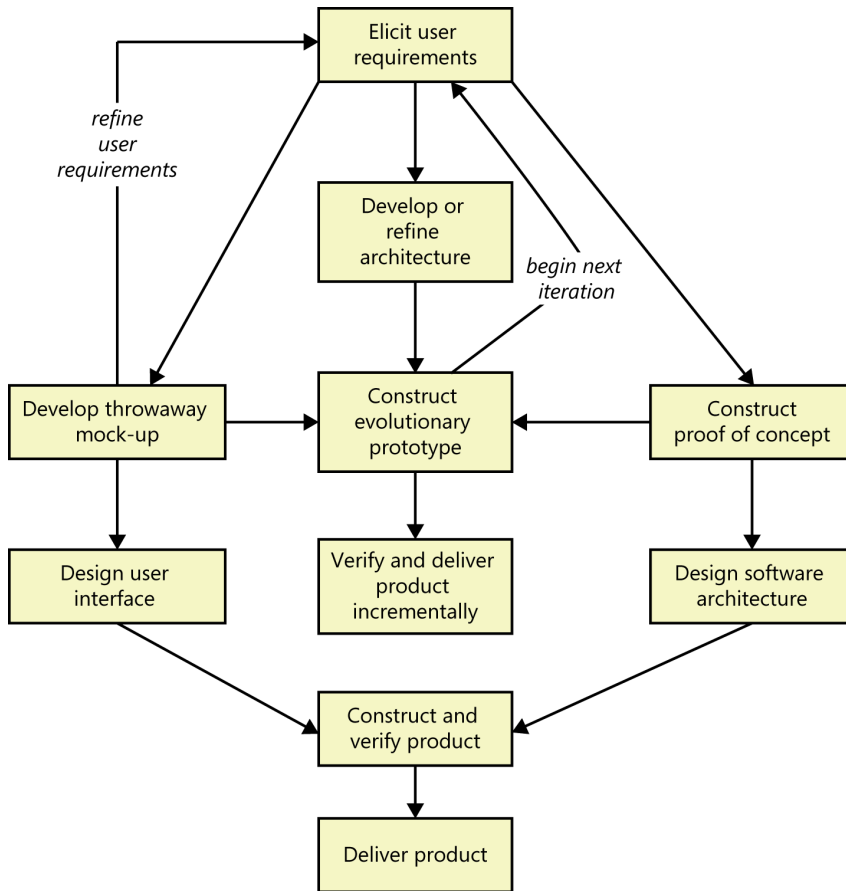 Elicit user
requirements
refine
user
requirements
Develop or
refine
architecture
begin next
iteration
Develop throwaway
mock-up
Construct
evolutionary
prototype
Construct
proof of concept
Design user
interface
Verify and deliver
product
incrementally
Design software
architecture
Construct and
verify product
Deliver product